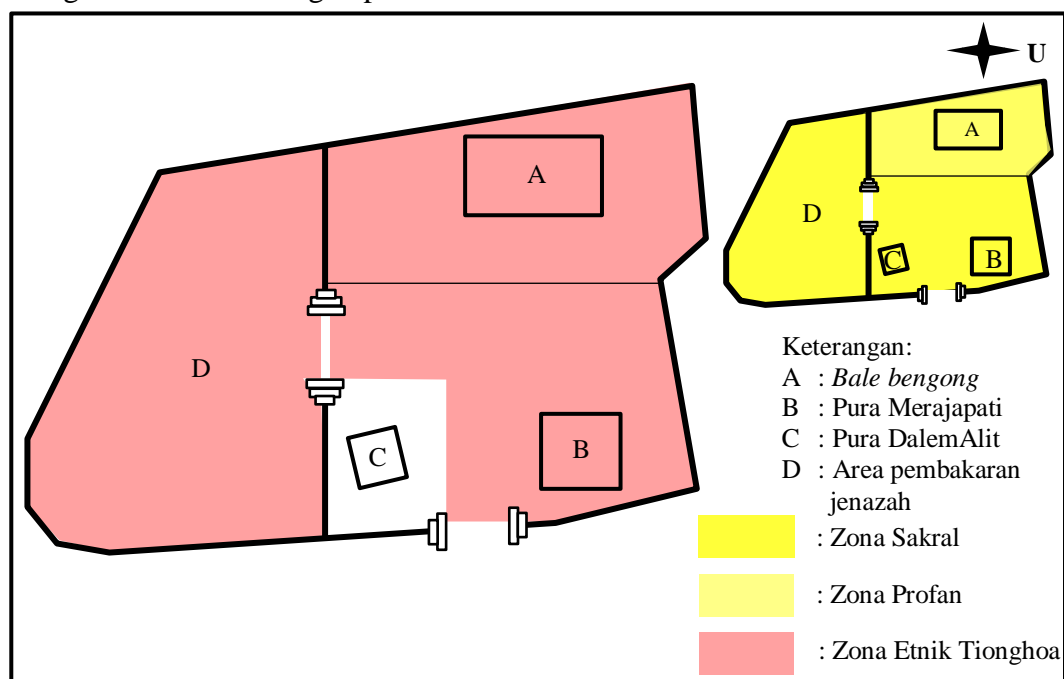 U
A
D
C
B
A
D
C
B
Keterangan:
A : Bale bengong
B : Pura Merajapati
C : Pura DalemAlit
D : Area pembakaran
jenazah
: Zona Sakral
: Zona Profan
: Zona Etnik Tionghoa